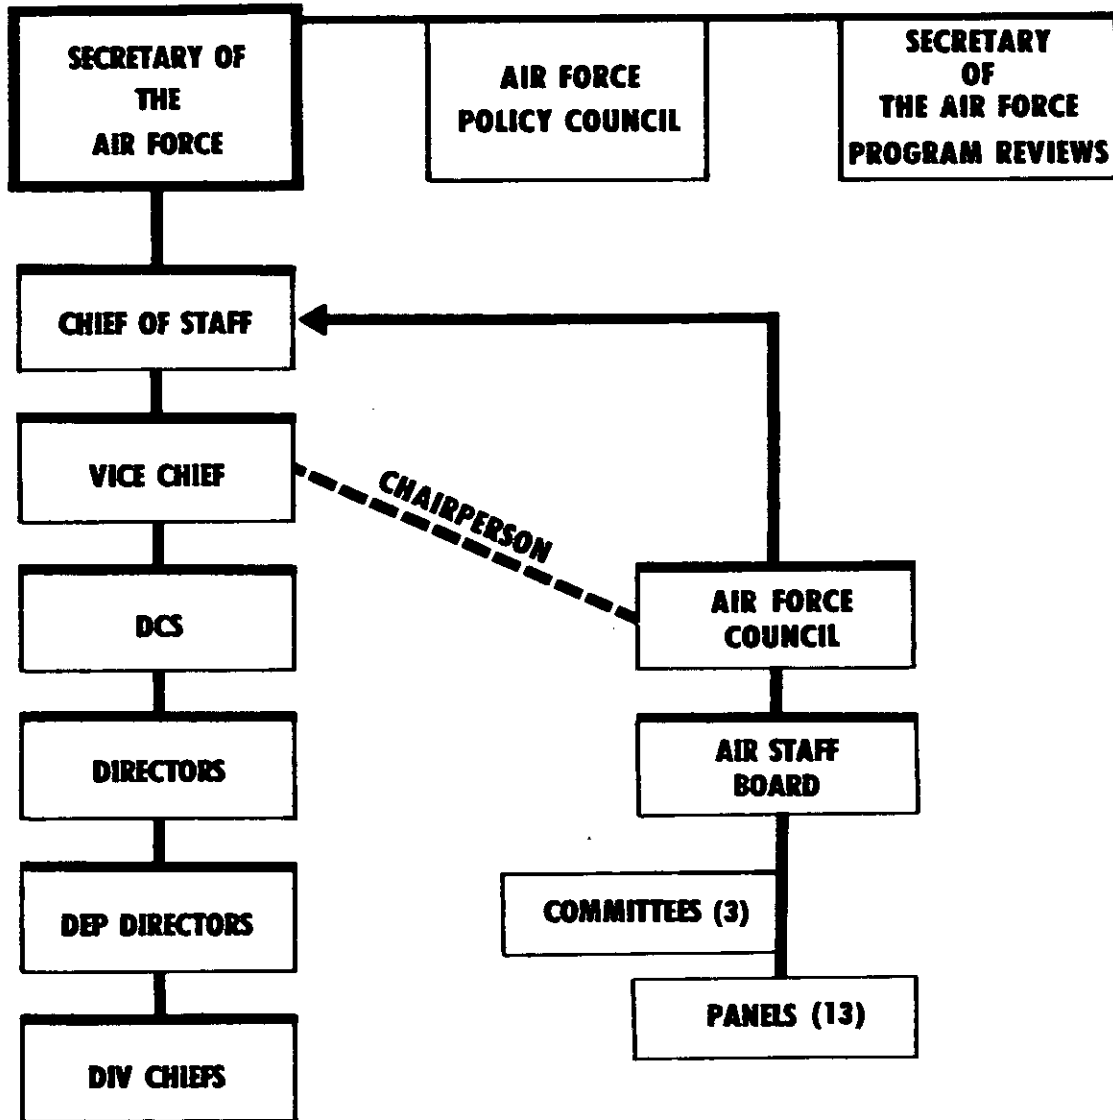 SECRETARY OF
THE
AIR FORCE
AIR FORCE
POLICY COUNCIL
SECRETARY
OF
THE AIR FORCE
PROGRAM REVIEWS
CHIEF OF STAFF
VICE CHIEF
CHAIRPERSON
DCS
AIR FORCE
COUNCIL
DIRECTORS
AIR STAFF
BOARD
DEP DIRECTORS
COMMITTEES (3)
PANELS (13)
DIV CHIEFS